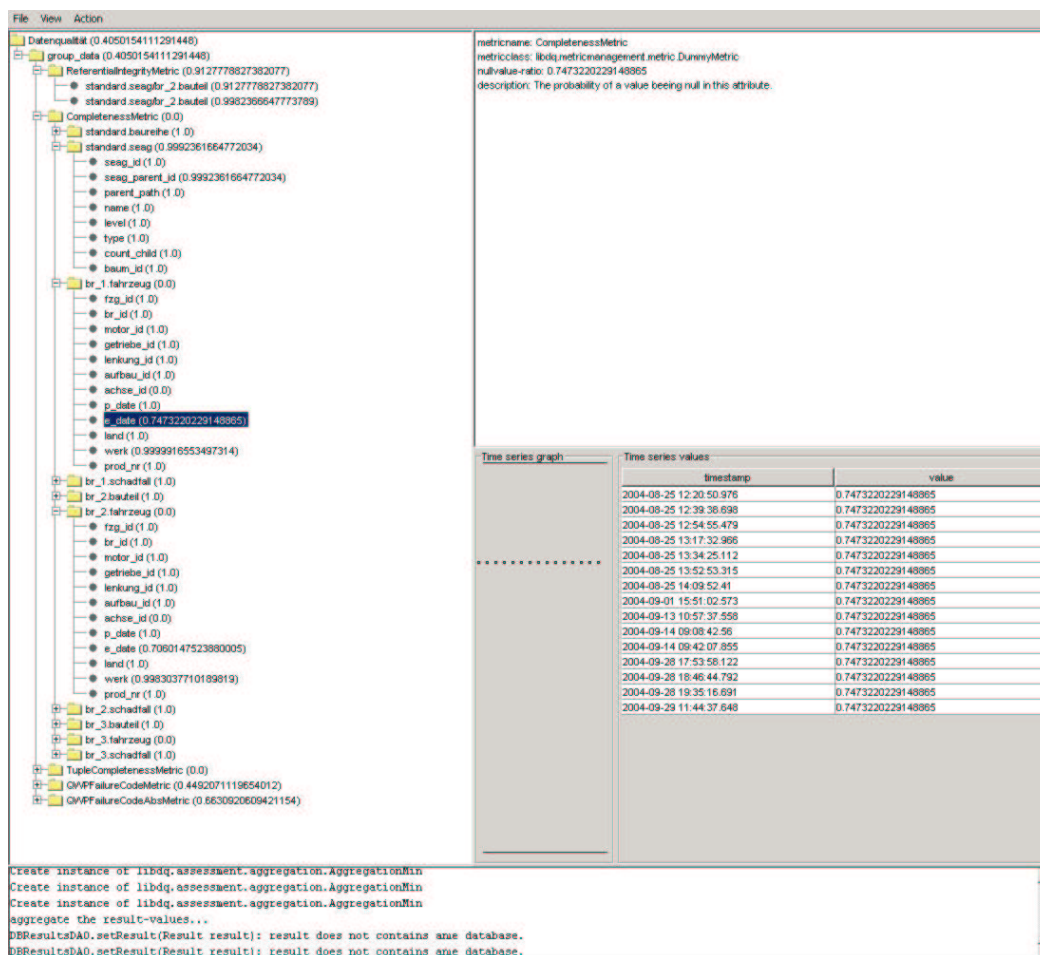 File View Action
Datenqualität (0.4050154111291448)
group_data (0.4050154111291448)
ReferentialIntegrityMetric (0.9127778827382077)
standard.seag/br_2.bauteil (0.9127778827382077)
standard.seag/br_2.bauteil (0.9982366647773789)
CompletenessMetric (0.0)
standard.baureihe (1.0)
standard.seag (0.9992361664772034)
seag_id (1.0)
seag_parent_id (0.9992361664772034)
parent_path (1.0)
name (1.0)
level (1.0)
type (1.0)
count_child (1.0)
baum_id (1.0)
br_1.fahrzeug (0.0)
fzg_id (1.0)
br_id (1.0)
motor_id (1.0)
getriebe_id (1.0)
lenkung_id (1.0)
aufbau_id (1.0)
achse_id (0.0)
p_date (1.0)
e_date (0.7473220229148865)
land (1.0)
werk (0.9999916553497314)
prod_nr (1.0)
br_1.schadfall (1.0)
br_2.bauteil (1.0)
br_2.fahrzeug (0.0)
fzg_id (1.0)
br_id (1.0)
motor_id (1.0)
getriebe_id (1.0)
lenkung_id (1.0)
aufbau_id (1.0)
achse_id (0.0)
p_date (1.0)
e_date (0.7060147523880005)
land (1.0)
werk (0.9983037710189819)
prod_nr (1.0)
br_2.schadfall (1.0)
br_3.bauteil (1.0)
br_3.fahrzeug (0.0)
br_3.schadfall (1.0)
TupleCompletenessMetric (0.0)
QWPFailureCodeMetric (0.4492071119654012)
QWPFailureCodeAbsMetric (0.6630920609421154)
metricname: CompletenessMetric
metricclass: libdq.metricmanagement.metric.DummyMetric
nullvalue-ratio: 0.7473220229148865
description: The probability of a value beeing null in this attribute.
Time series graph
Time series values
timestamp value
2004-08-25 12:20:50.976 0.7473220229148865
2004-08-25 12:39:38.698 0.7473220229148865
2004-08-25 12:54:55.479 0.7473220229148865
2004-08-25 13:17:32.966 0.7473220229148865
2004-08-25 13:34:25.112 0.7473220229148865
2004-08-25 13:52:53.315 0.7473220229148865
2004-08-25 14:09:52.41 0.7473220229148865
2004-09-01 15:51:02.573 0.7473220229148865
2004-09-13 10:57:37.558 0.7473220229148865
2004-09-14 09:08:42.56 0.7473220229148865
2004-09-14 09:42:07.855 0.7473220229148865
2004-09-28 17:53:58.122 0.7473220229148865
2004-09-28 18:46:44.792 0.7473220229148865
2004-09-28 19:35:16.691 0.7473220229148865
2004-09-29 11:44:37.648 0.7473220229148865
Create instance of libdq.assessment.aggregation.AggregationMin
Create instance of libdq.assessment.aggregation.AggregationMin
Create instance of libdq.assessment.aggregation.AggregationMin
aggregate the result-values...
DBResultsDAO.setResult(Result result): result does not contains ane database.
DBResultsDAO.setResult(Result result): result does not contains ane database.